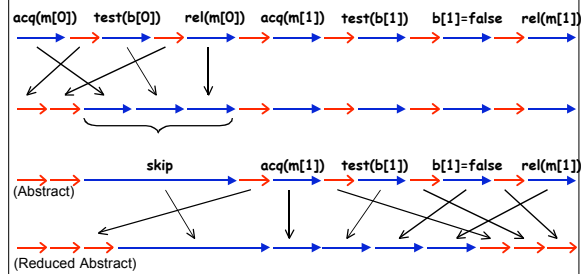 acq(m[0]) test(b[0]) rel(m[0]) acq(m[1]) test(b[1]) b[1]=false rel(m[1])
skip acq(m[1]) test(b[1]) b[1]=false rel(m[1])
(Abstract)
(Reduced Abstract)